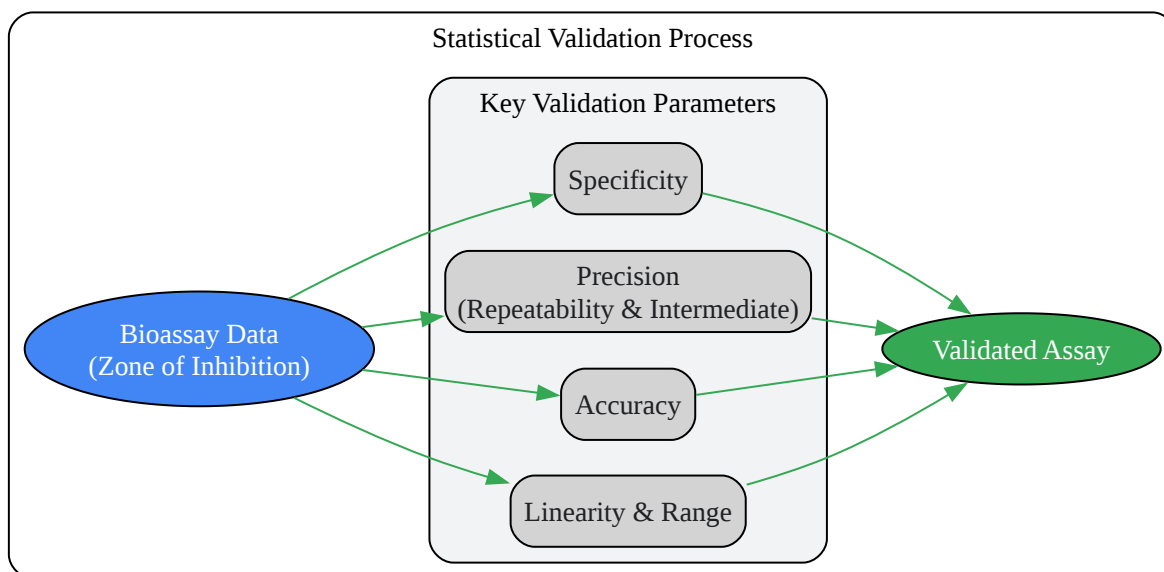 Statistical Validation Process
Key Validation Parameters
Specificity
Precision
(Repeatability & Intermediate)
Bioassay Data
(Zone of Inhibition)
Validated Assay
Accuracy
Linearity & Range